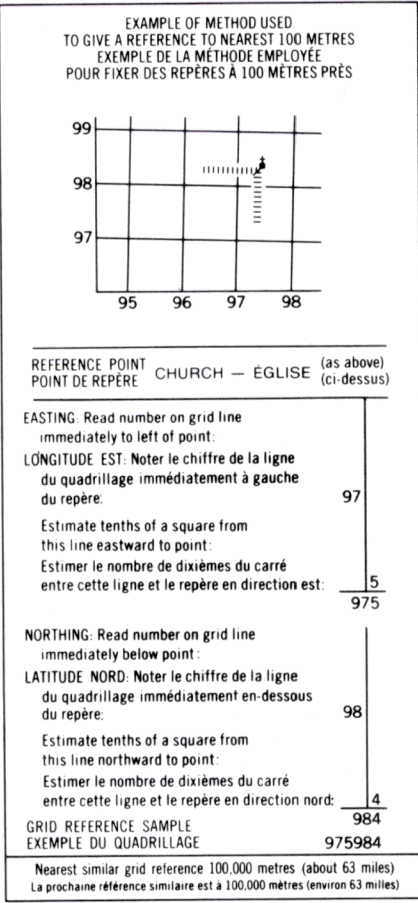 EXAMPLE OF METHOD USED
TO GIVE A REFERENCE TO NEAREST 100 METRES
EXEMPLE DE LA MÉTHODE EMPLOYÉE
POUR FIXER DES REPÈRES À 100 MÈTRES PRÈS
99
98
97
95 96 97 98
REFERENCE POINT
POINT DE REPÈRE
CHURCH — ÉGLISE
(as above)
(ci-dessus)
EASTING: Read number on grid line
immediately to left of point:
LONGITUDE EST: Noter le chiffre de la ligne
du quadrillage immédiatement à gauche
du repère: 97
Estimate tenths of a square from
this line eastward to point:
Estimer le nombre de dixièmes du carré
entre cette ligne et le repère en direction est: 5
975
NORTHING: Read number on grid line
immediately below point:
LATITUDE NORD: Noter le chiffre de la ligne
du quadrillage immédiatement en-dessous
du repère: 98
Estimate tenths of a square from
this line northward to point:
Estimer le nombre de dixièmes du carré
entre cette ligne et le repère en direction nord: 4
984
GRID REFERENCE SAMPLE
EXEMPLE DU QUADRILLAGE 975984
Nearest similar grid reference 100,000 metres (about 63 miles)
La prochaine référence similaire est à 100,000 mètres (environ 63 milles)